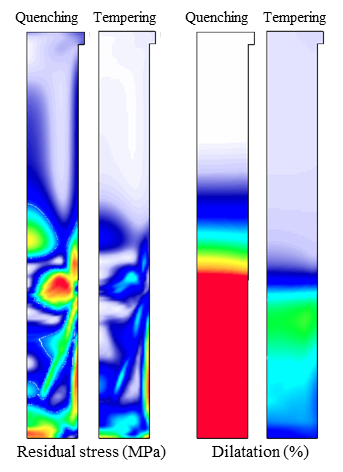 Quenching Tempering Quenching Tempering
Residual stress (MPa) Dilatation (%)